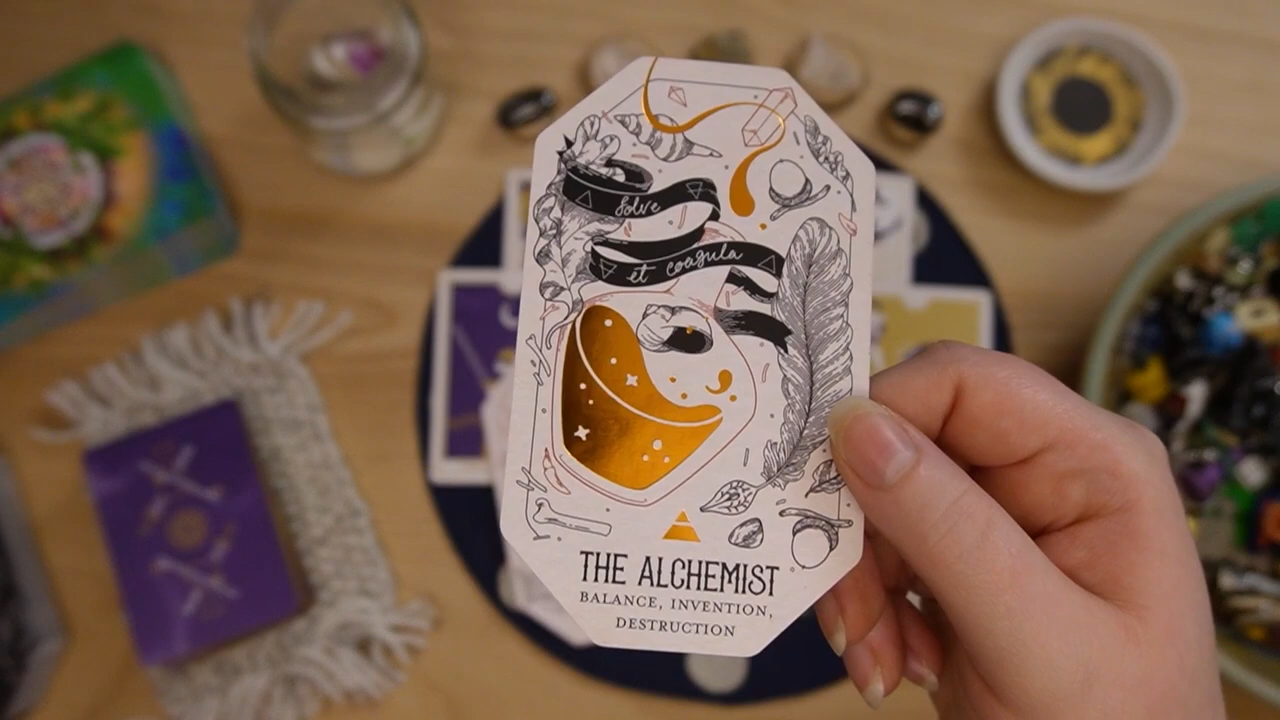 Solve
et coagula
THE ALCHEMIST
BALANCE, INVENTION,
DESTRUCTION